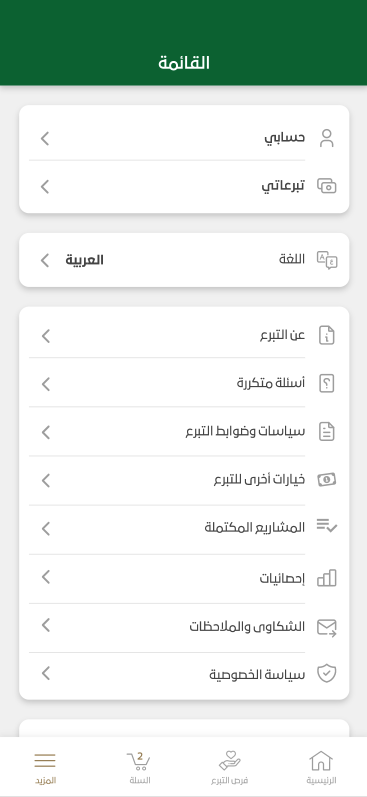 القائمة
حسابي
تبرعاتي
اللغة العربية
عن التبرع
أسئلة متكررة
سياسات وضوابط التبرع
خيارات أخرى للتبرع
المشاريع المكتملة
إحصائيات
الشكاوى والملاحظات
سياسة الخصوصية
2
الرئيسية فرص التبرع السلة المزيد